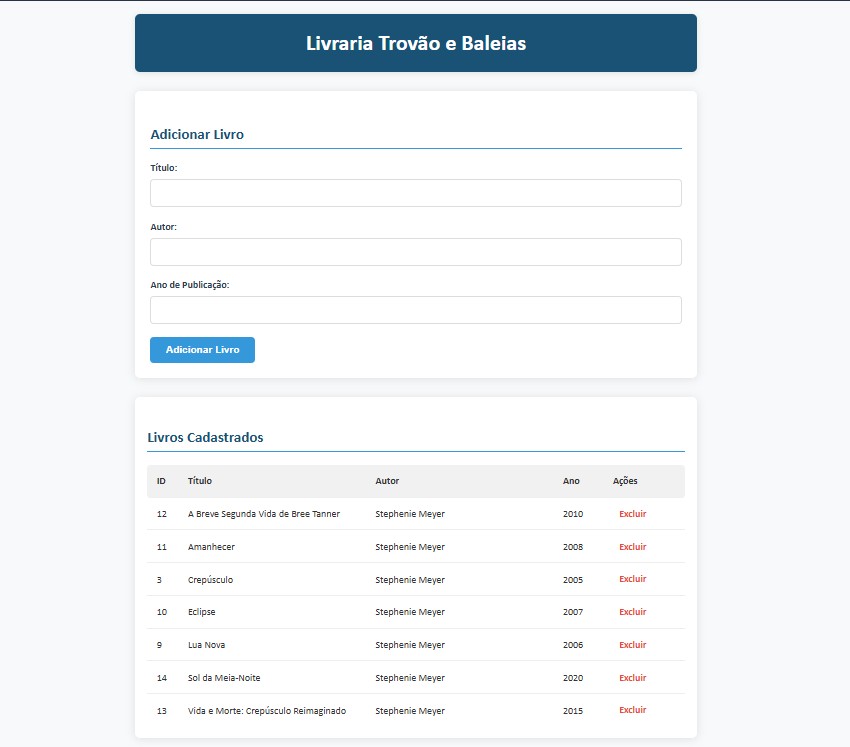 Livraria Trovão e Baleias
Adicionar Livro
Título:
Autor:
Ano de Publicação:
Adicionar Livro
Livros Cadastrados
ID Título Autor Ano Ações
12 A Breve Segunda Vida de Bree Tanner Stephenie Meyer 2010 Excluir
11 Amanhecer Stephenie Meyer 2008 Excluir
3 Crepúsculo Stephenie Meyer 2005 Excluir
10 Eclipse Stephenie Meyer 2007 Excluir
9 Lua Nova Stephenie Meyer 2006 Excluir
14 Sol da Meia-Noite Stephenie Meyer 2020 Excluir
13 Vida e Morte: Crepúsculo Reimaginado Stephenie Meyer 2015 Excluir